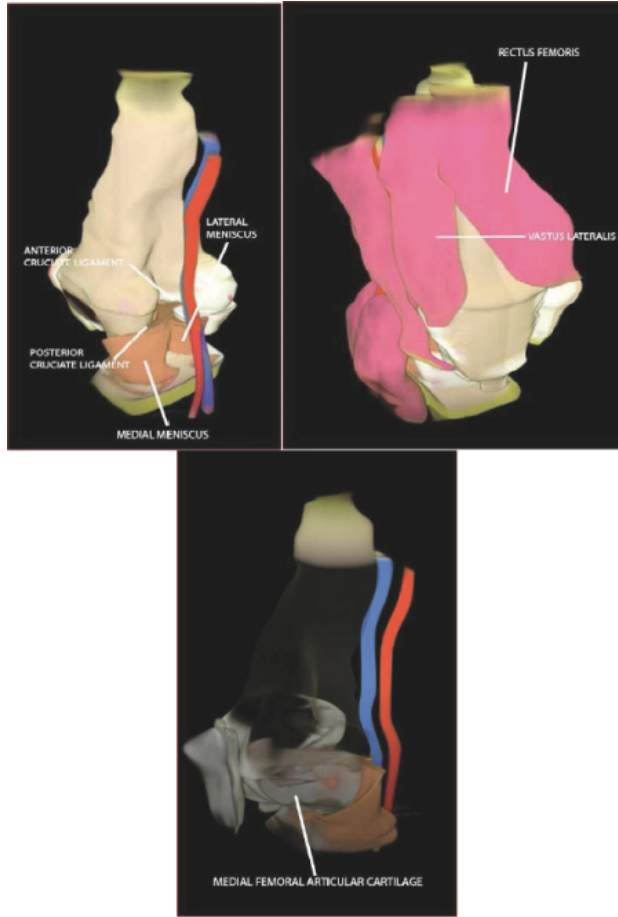 LATERAL
MENISCUS
ANTERIOR
CRUCIATE LIGAMENT
POSTERIOR
CRUCIATE LIGAMENT
MEDIAL MENISCUS
RECTUS FEMORIS
VASTUS LATERALIS
MEDIAL FEMORAL ARTICULAR CARTILAGE